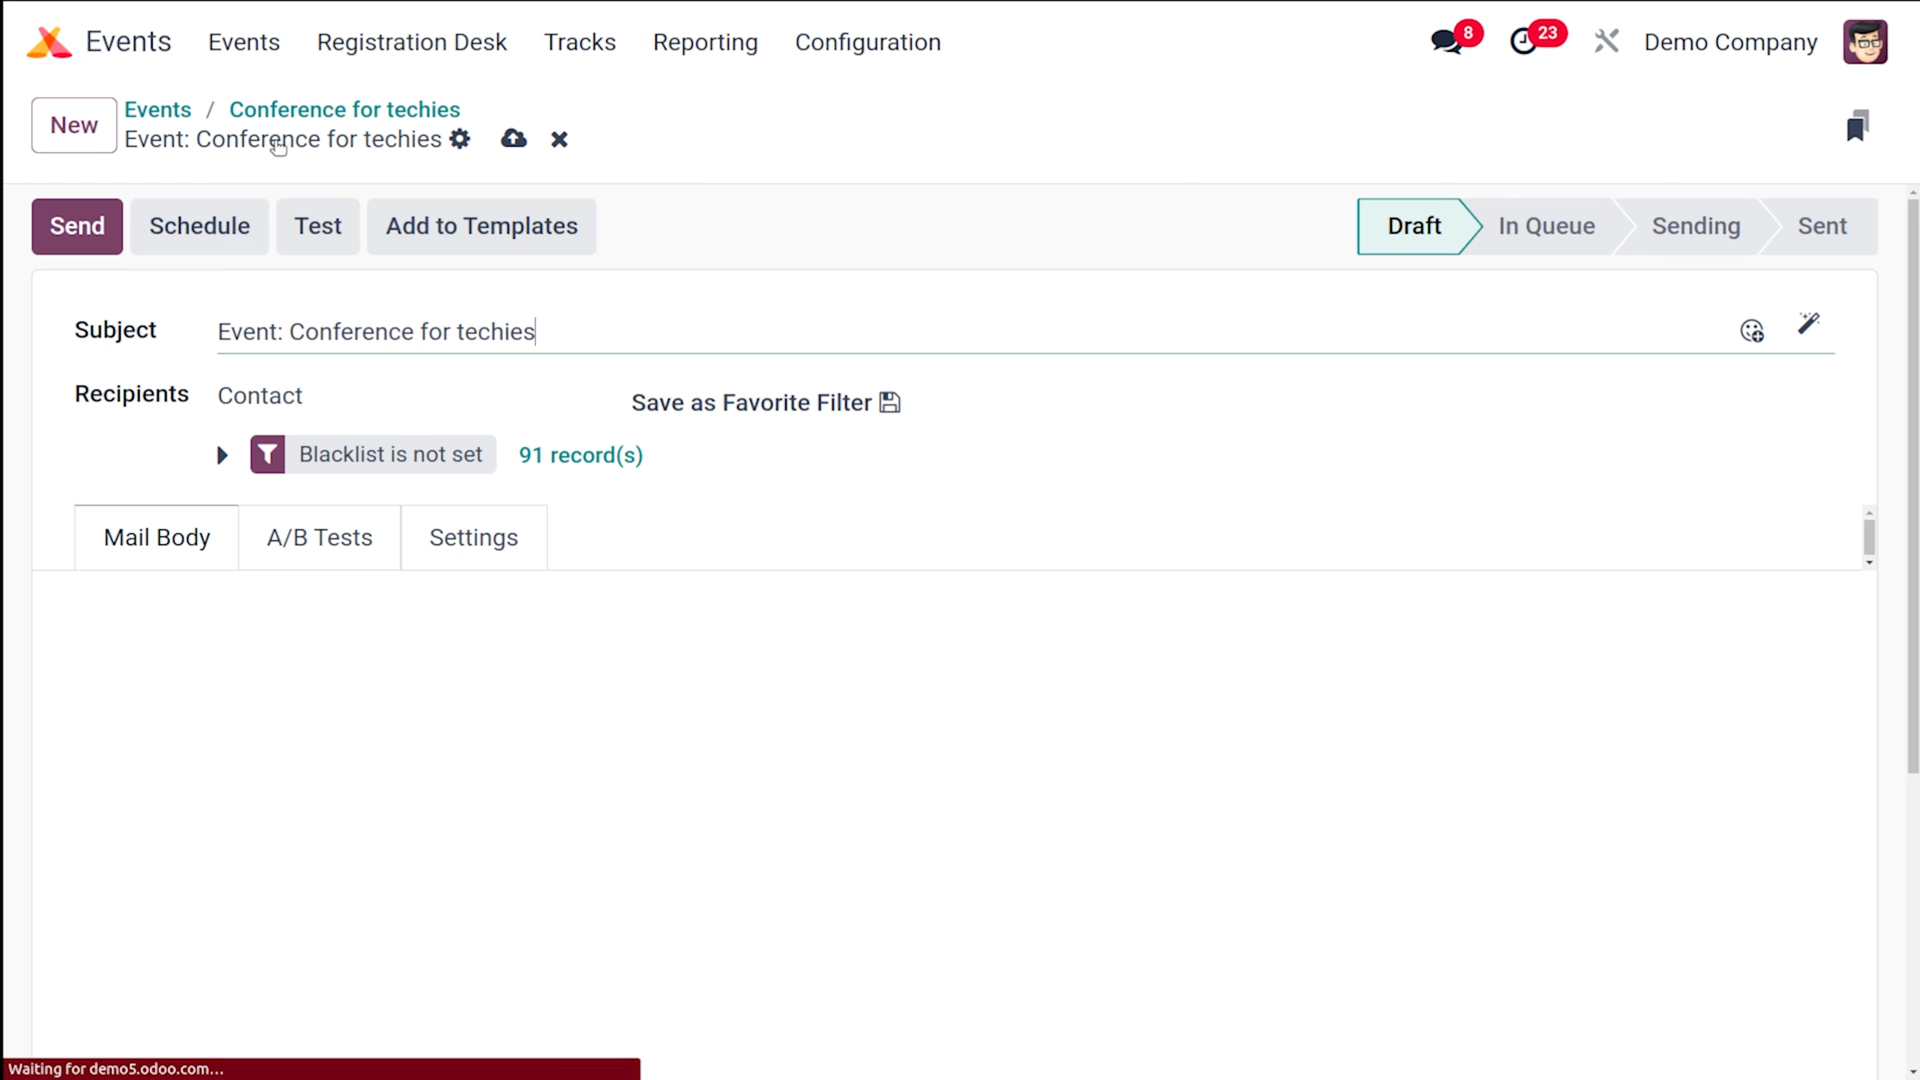 Events Events Registration Desk Tracks Reporting Configuration 8 23 Demo Company
New Events / Conference for techies
Event: Conference for techies
Send Schedule Test Add to Templates Draft In Queue Sending Sent
Subject Event: Conference for techies
Recipients Contact Save as Favorite Filter
Blacklist is not set 91 record(s)
Mail Body A/B Tests Settings
Waiting for demo5.odoo.com...